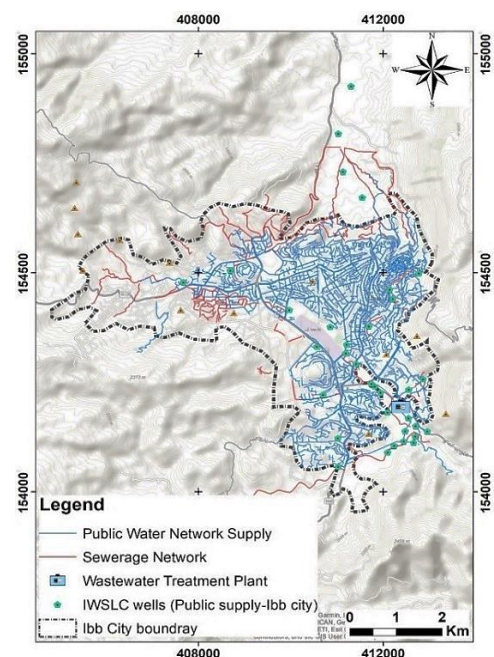 408000 412000
155000 155000
N
W E
S
154500 154500
154000 154000
Legend
Public Water Network Supply
Sewerage Network
Wastewater Treatment Plant
IWSLC wells (Public supply-Ibb city)
Ibb City boundray
0 1 2
Km
408000 412000